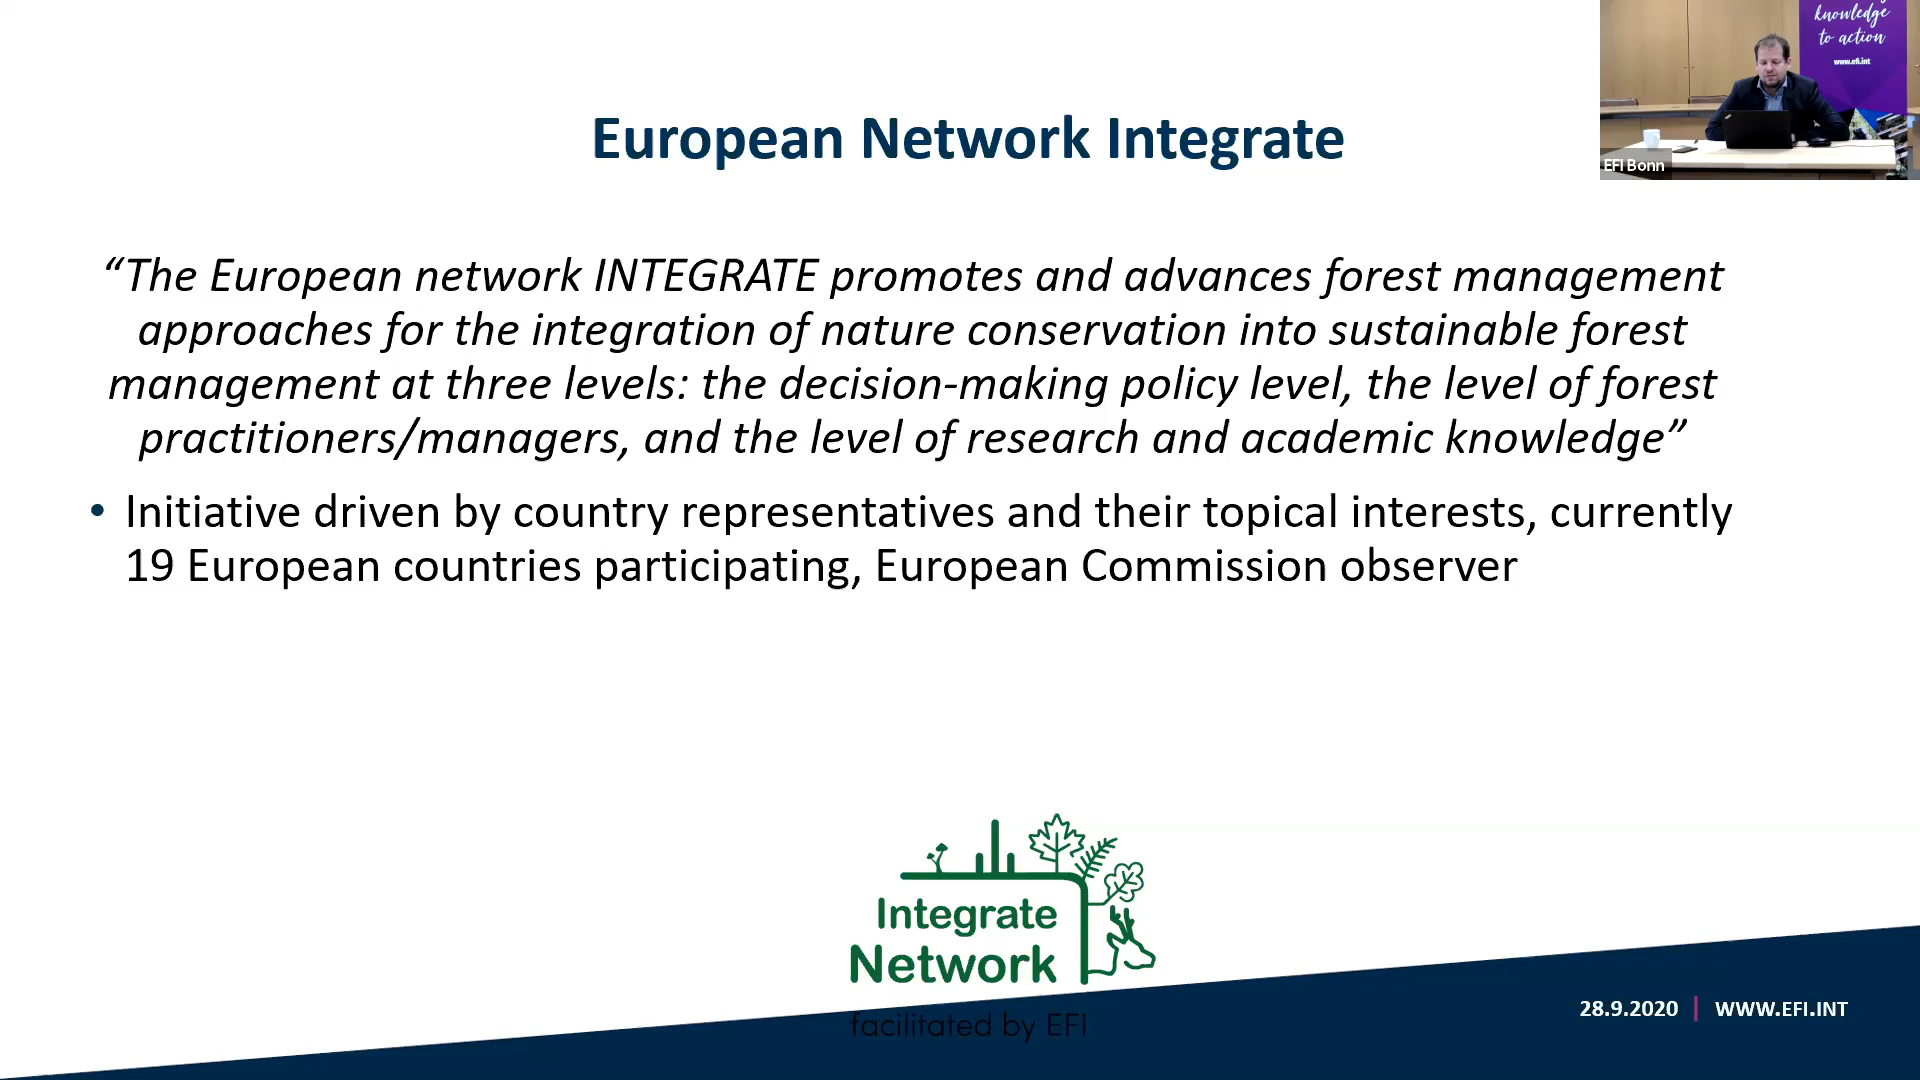 knowledge
to action
www.efi.int
EFI Bonn
European Network Integrate
“The European network INTEGRATE promotes and advances forest management
approaches for the integration of nature conservation into sustainable forest
management at three levels: the decision-making policy level, the level of forest
practitioners/managers, and the level of research and academic knowledge”
• Initiative driven by country representatives and their topical interests, currently
19 European countries participating, European Commission observer
Integrate
Network
facilitated by EFI
28.9.2020 | WWW.EFI.INT